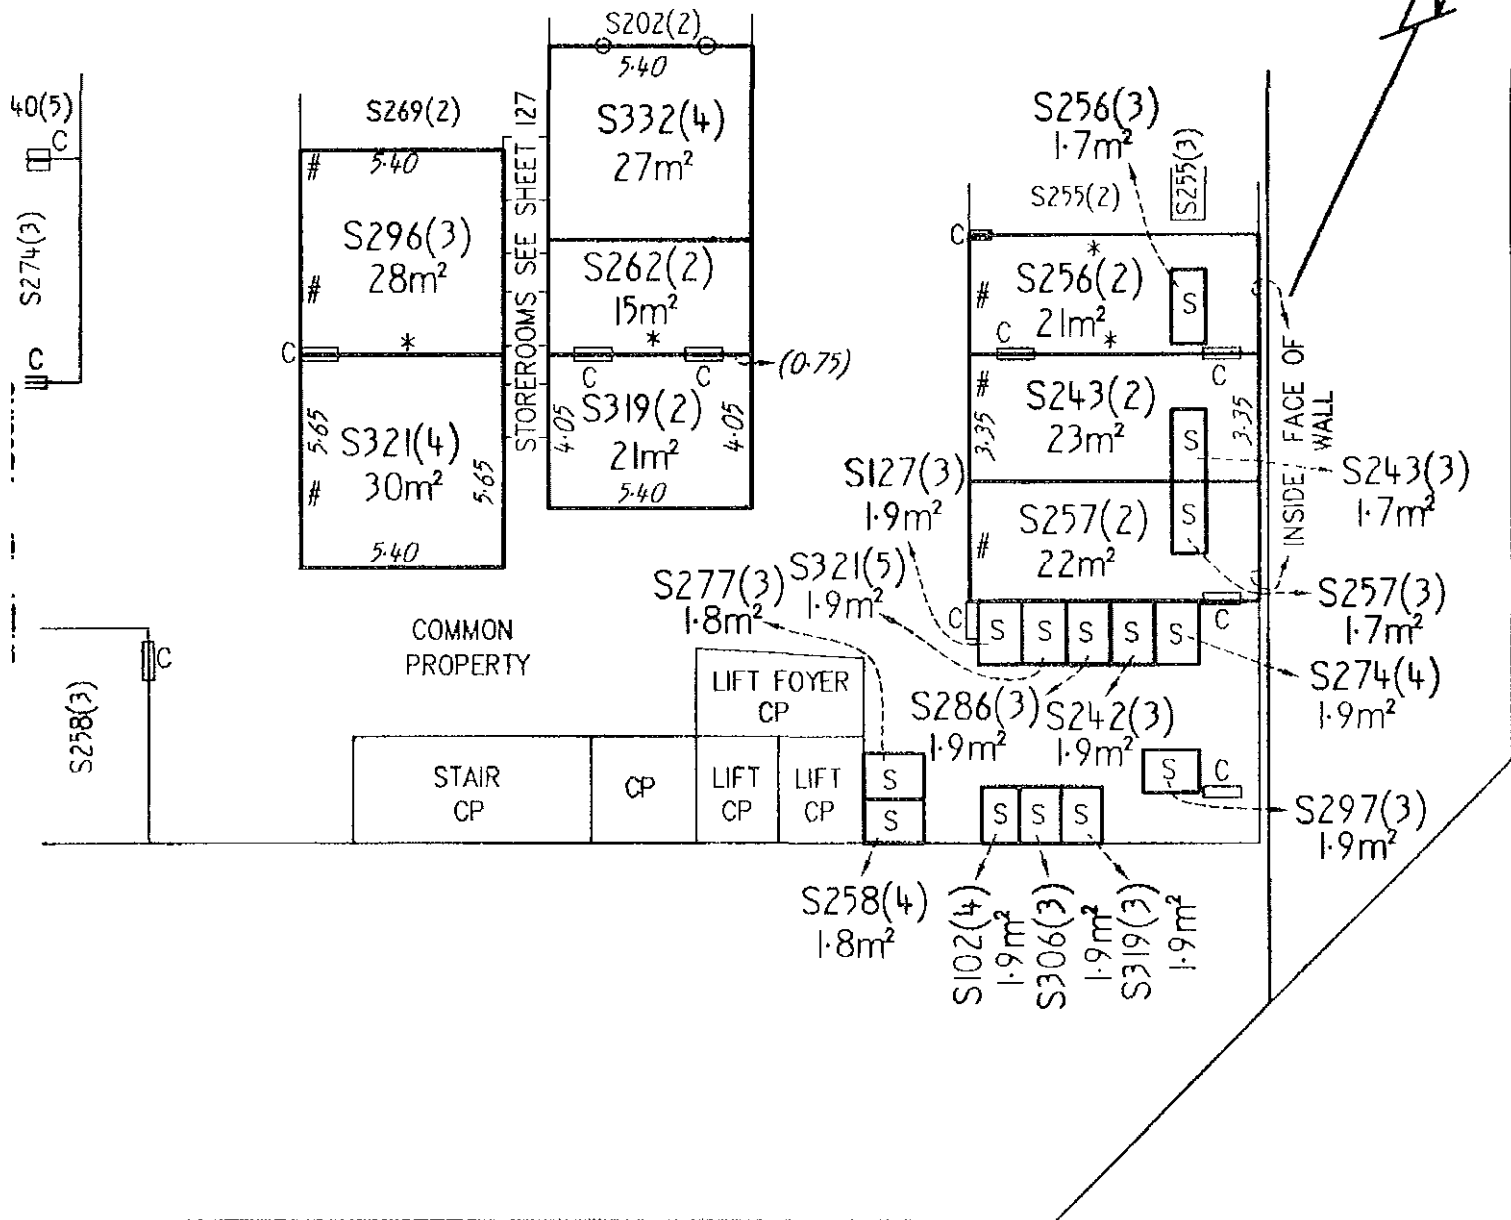 S202(2)
5.40
S332(4)
27m²
40(5)
C
S269(2)
#
5.40
S296(3)
28m²
#
*
C
STOREROOMS SEE SHEET 127
S262(2)
15m²
*
C
C
(0.75)
S274(3)
C
5.65
S321(4)
30m²
#
5.65
5.40
4.05
S319(2)
21m²
4.05
5.40
S256(3)
1.7m²
S255(2)
S255(3)
C
*
#
S256(2)
21m²
S
C
*
C
#
S243(2)
23m²
3.35
3.35
S
INSIDE FACE OF
WALL
S243(3)
1.7m²
S127(3)
1.9m²
#
S257(2)
22m²
S
S257(3)
1.7m²
S277(3)
1.8m²
S321(5)
1.9m²
C
S
S
S
S
S
C
S274(4)
1.9m²
COMMON
PROPERTY
C
S258(3)
LIFT FOYER
CP
S286(3)
1.9m²
S242(3)
1.9m²
STAIR
CP
CP
LIFT
CP
LIFT
CP
S
S
S
S
S
S
C
S297(3)
1.9m²
S258(4)
1.8m²
S102(4)
1.9m²
S306(3)
1.9m²
S319(3)
1.9m²